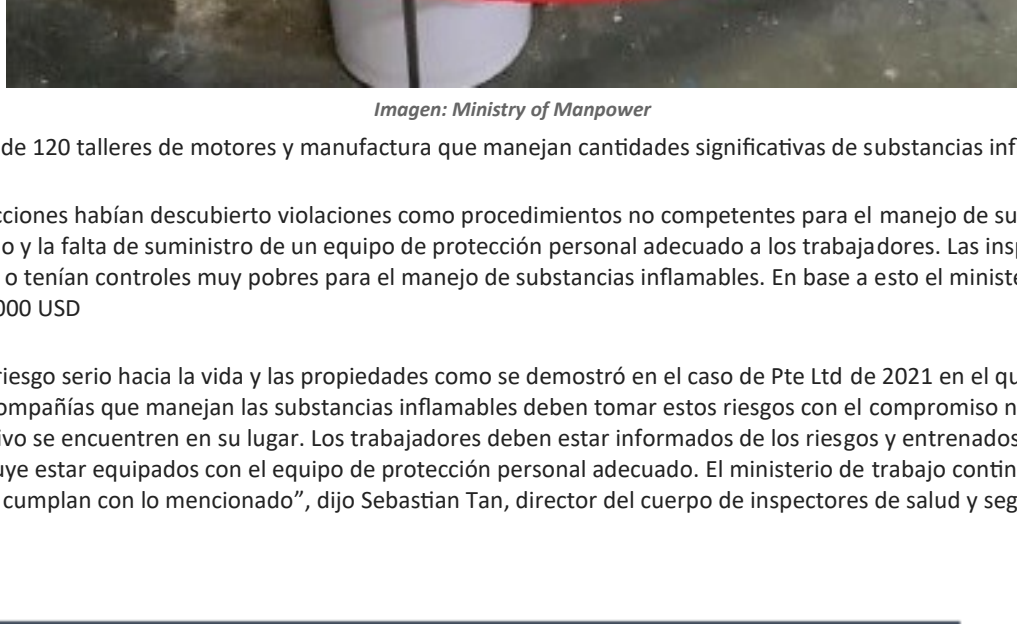 Imagen: Ministry of Manpower
de 120 talleres de motores y manufactura que manejan cantidades significativas de substancias inf
cciones habían descubierto violaciones como procedimientos no competentes para el manejo de su
o y la falta de suministro de un equipo de protección personal adecuado a los trabajadores. Las insp
o tenían controles muy pobres para el manejo de substancias inflamables. En base a esto el ministe
000 USD
riesgo serio hacia la vida y las propiedades como se demostró en el caso de Pte Ltd de 2021 en el qu
ompañías que manejan las substancias inflamables deben tomar estos riesgos con el compromiso n
ivo se encuentren en su lugar. Los trabajadores deben estar informados de los riesgos y entrenados
uye estar equipados con el equipo de protección personal adecuado. El ministerio de trabajo contin
cumplan con lo mencionado”, dijo Sebastian Tan, director del cuerpo de inspectores de salud y seg